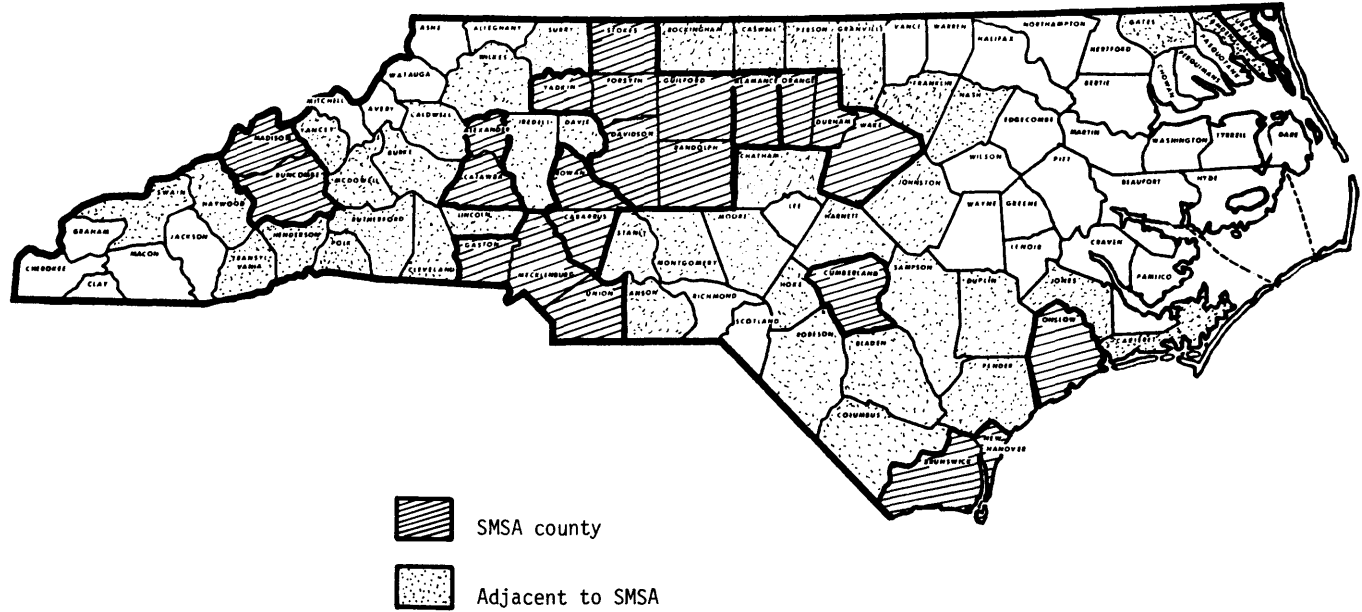 ASHE
ALLEGHANY
SURRY
STOKES
ROCKINGHAM
CASWELL
PERSON
GRANVILLE
VANCE
WARREN
NORTHAMPTON
GATES
HALIFAX
HERTFORD
WATAUGA
WILKES
YADKIN
FORSYTH
GUILFORD
ALAMANCE
ORANGE
DURHAM
FRANKLIN
NASH
BERTIE
CHOWAN
MITCHELL
AVERY
CALDWELL
ALEXANDER
IREDELL
DAVIE
DAVIDSON
RANDOLPH
CHATHAM
WAKE
EDGECOMBE
MARTIN
WASHINGTON
TYRRELL
DARE
MADISON
YANCEY
BURKE
CATAWBA
ROWAN
WILSON
PITT
BEAUFORT
HYDE
BUNCOMBE
McDOWELL
JOHNSTON
SWAIN
HAYWOOD
RUTHERFORD
LINCOLN
CABARRUS
MOORE
LEE
HARNETT
WAYNE
GREENE
GRAHAM
JACKSON
HENDERSON
POLK
CLEVELAND
GASTON
MECKLENBURG
STANLY
MONTGOMERY
CUMBERLAND
SAMPSON
LENOIR
CRAVEN
PAMLICO
CHEROKEE
MACON
CLAY
TRANSYL
VANIA
UNION
ANSON
RICHMOND
HOKE
SCOTLAND
DUPLIN
JONES
ONSLOW
CARTERET
ROBESON
BLADEN
PENDER
COLUMBUS
NEW
HANOVER
BRUNSWICK
SMSA county
Adjacent to SMSA